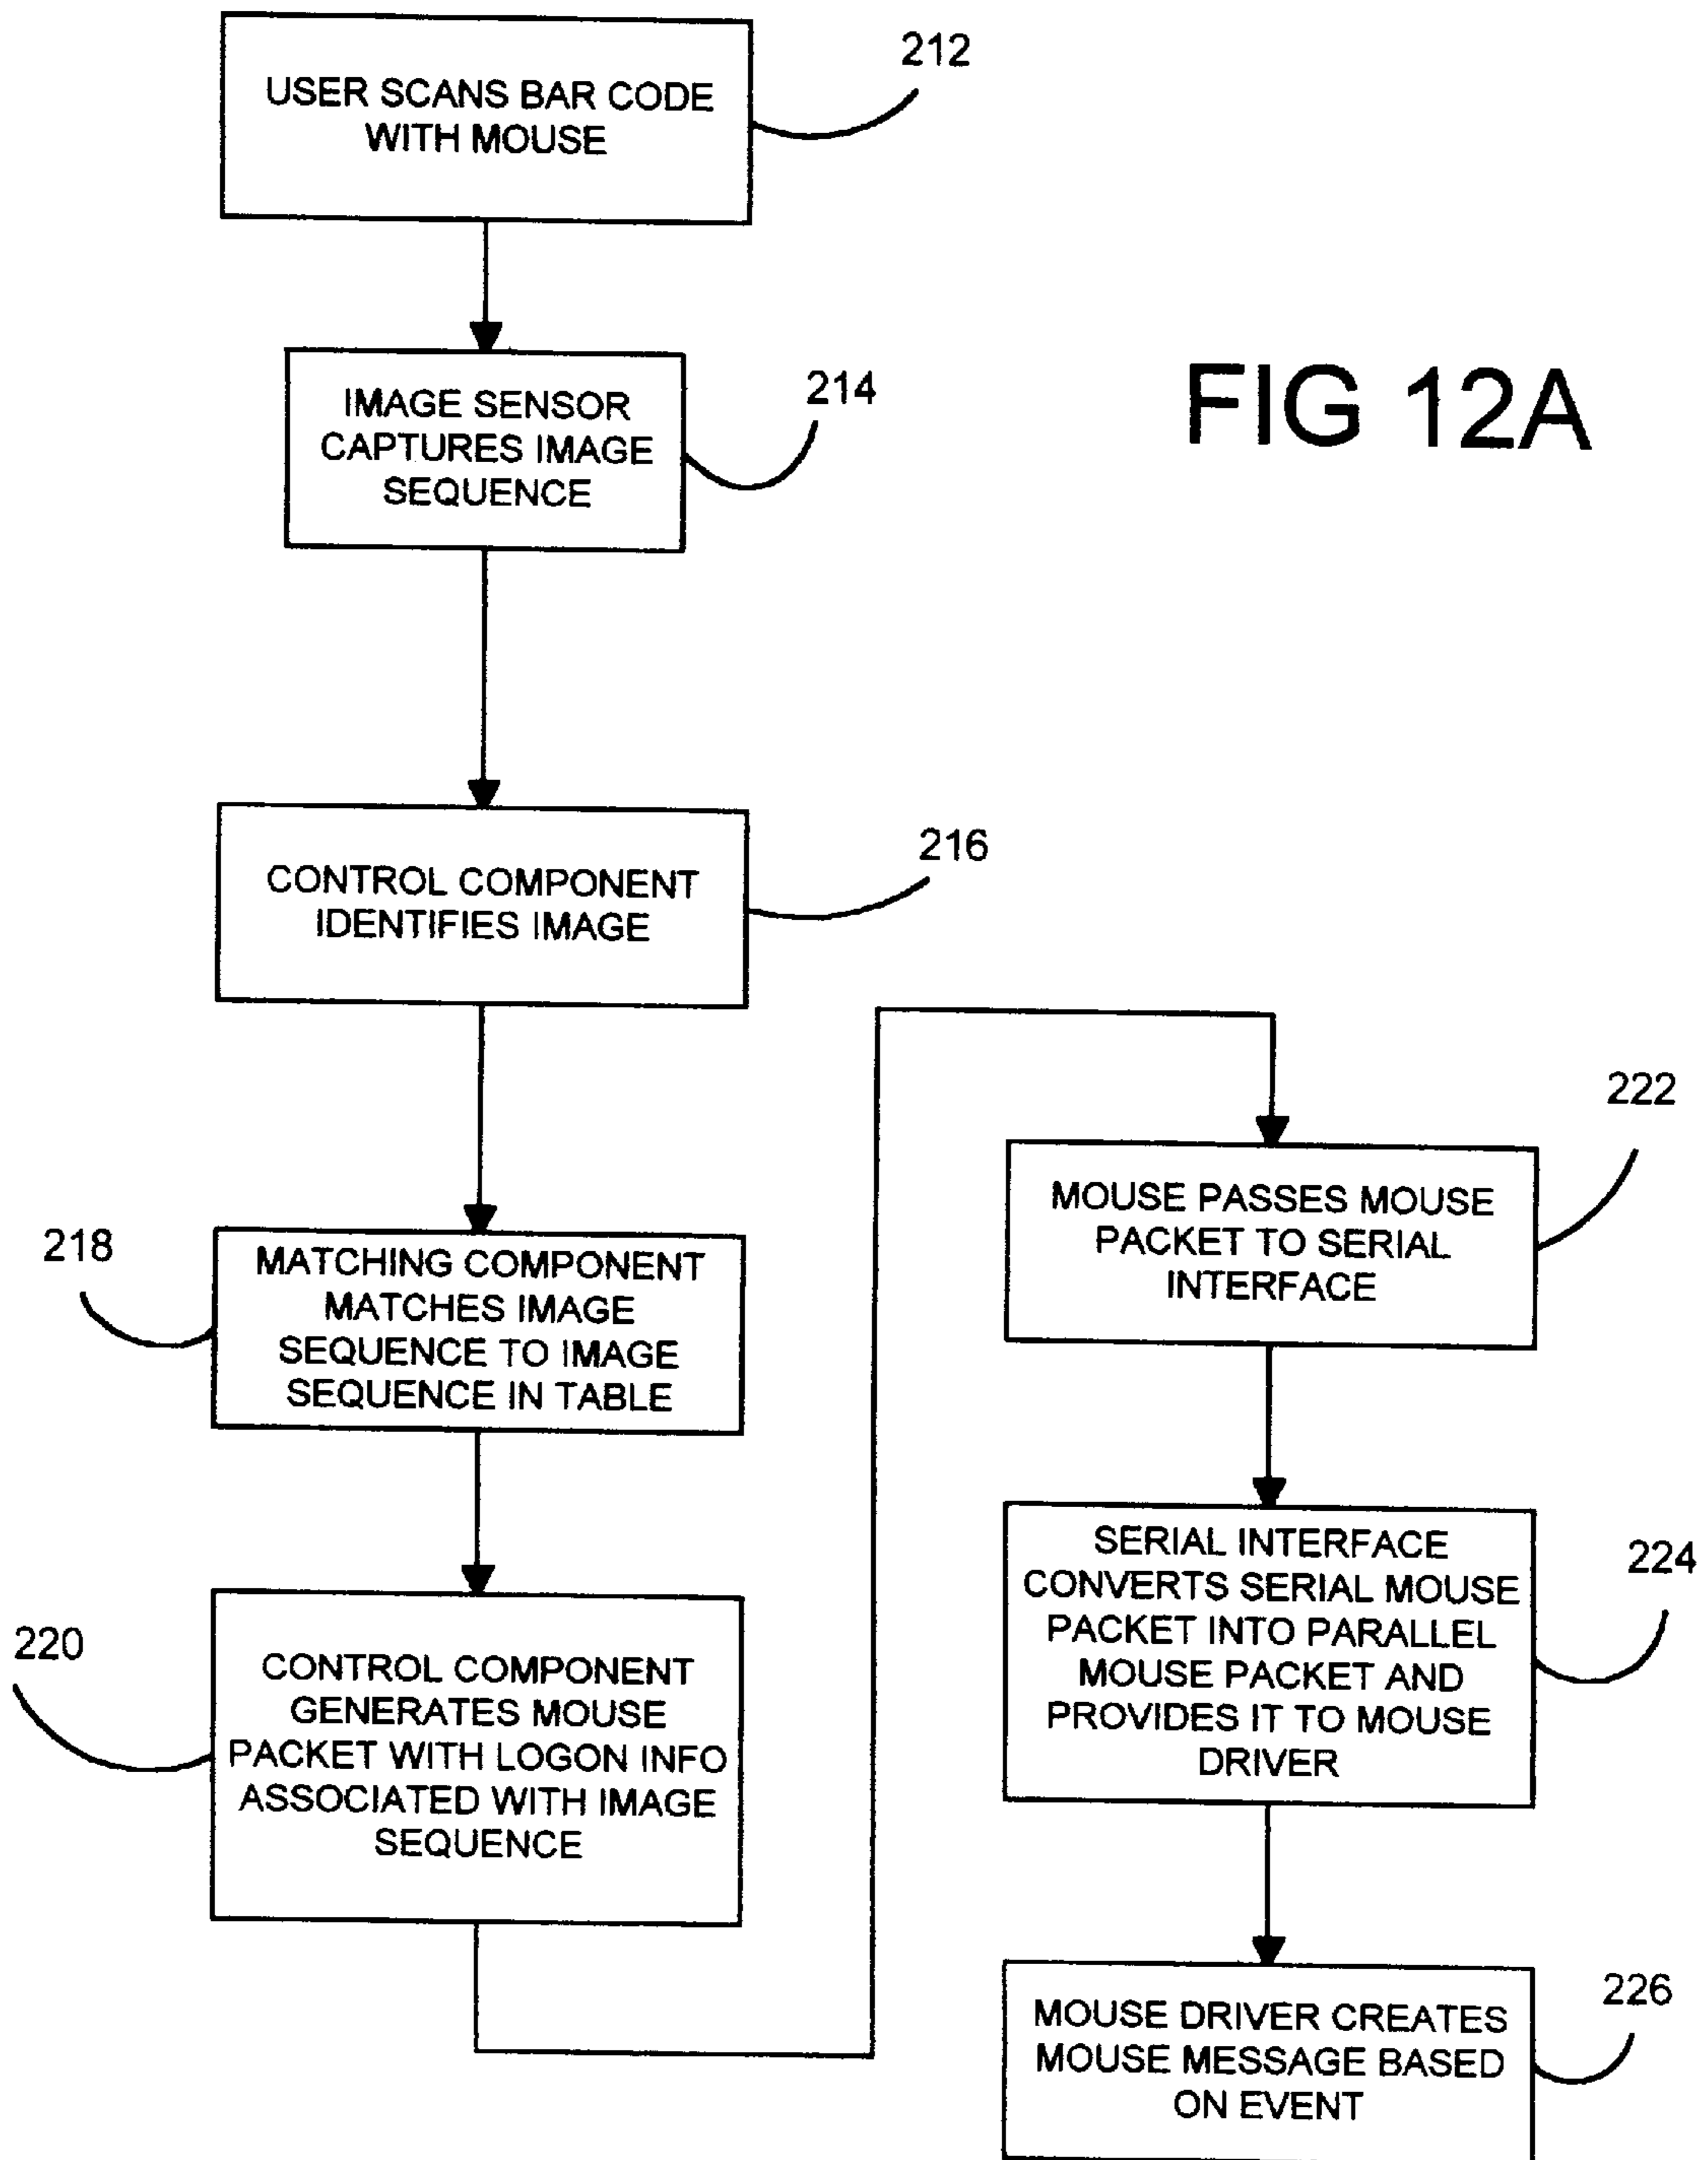 USER SCANS BAR CODE
WITH MOUSE
212
IMAGE SENSOR
CAPTURES IMAGE
SEQUENCE
214
FIG 12A
CONTROL COMPONENT
IDENTIFIES IMAGE
216
218
MATCHING COMPONENT
MATCHES IMAGE
SEQUENCE TO IMAGE
SEQUENCE IN TABLE
220
CONTROL COMPONENT
GENERATES MOUSE
PACKET WITH LOGON INFO
ASSOCIATED WITH IMAGE
SEQUENCE
222
MOUSE PASSES MOUSE
PACKET TO SERIAL
INTERFACE
SERIAL INTERFACE
CONVERTS SERIAL MOUSE
PACKET INTO PARALLEL
MOUSE PACKET AND
PROVIDES IT TO MOUSE
DRIVER
224
MOUSE DRIVER CREATES
MOUSE MESSAGE BASED
ON EVENT
226